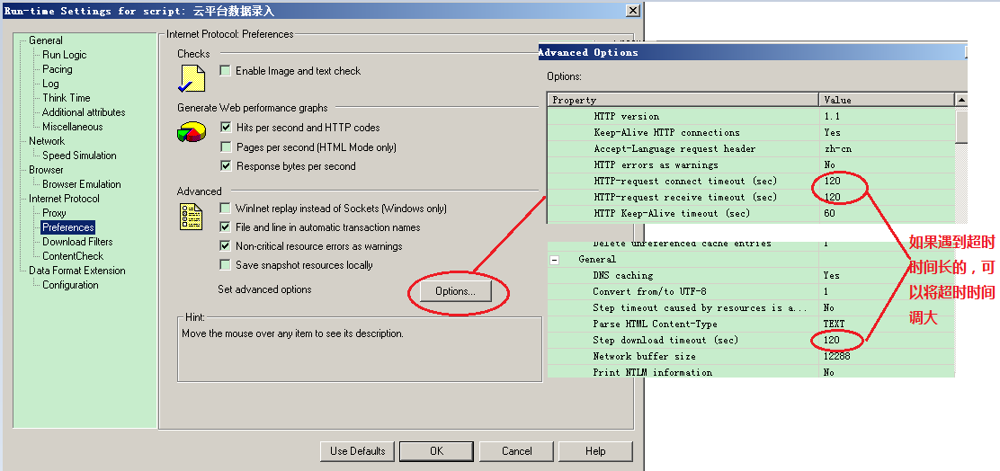 Run-time Settings for script: 云平台数据录入
General
Run Logic
Pacing
Log
Think Time
Additional attributes
Miscellaneous
Network
Speed Simulation
Browser
Browser Emulation
Internet Protocol
Proxy
Preferences
Download Filters
ContentCheck
Data Format Extension
Configuration
Internet Protocol: Preferences
Checks
Enable Image and text check
Generate Web performance graphs
Hits per second and HTTP codes
Pages per second (HTML Mode only)
Response bytes per second
Advanced
WinInet replay instead of Sockets (Windows only)
File and line in automatic transaction names
Non-critical resource errors as warnings
Save snapshot resources locally
Set advanced options
Options...
Hint:
Move the mouse over any item to see its description.
Use Defaults
OK
Cancel
Help
Advanced Options
Options:
Property Value
HTTP version 1.1
Keep-Alive HTTP connections Yes
Accept-Language request header zh-cn
HTTP errors as warnings No
HTTP-request connect timeout (sec) 120
HTTP-request receive timeout (sec) 120
HTTP Keep-Alive timeout (sec) 60
Delete unreferenced cache entries 1
General
DNS caching Yes
Convert from/to UTF-8 1
Step timeout caused by resources is a... No
Parse HTML Content-Type TEXT
Step download timeout (sec) 120
Network buffer size 12288
Print NTLM information No
如果遇到超时
时间长的，可
以将超时时间
调大